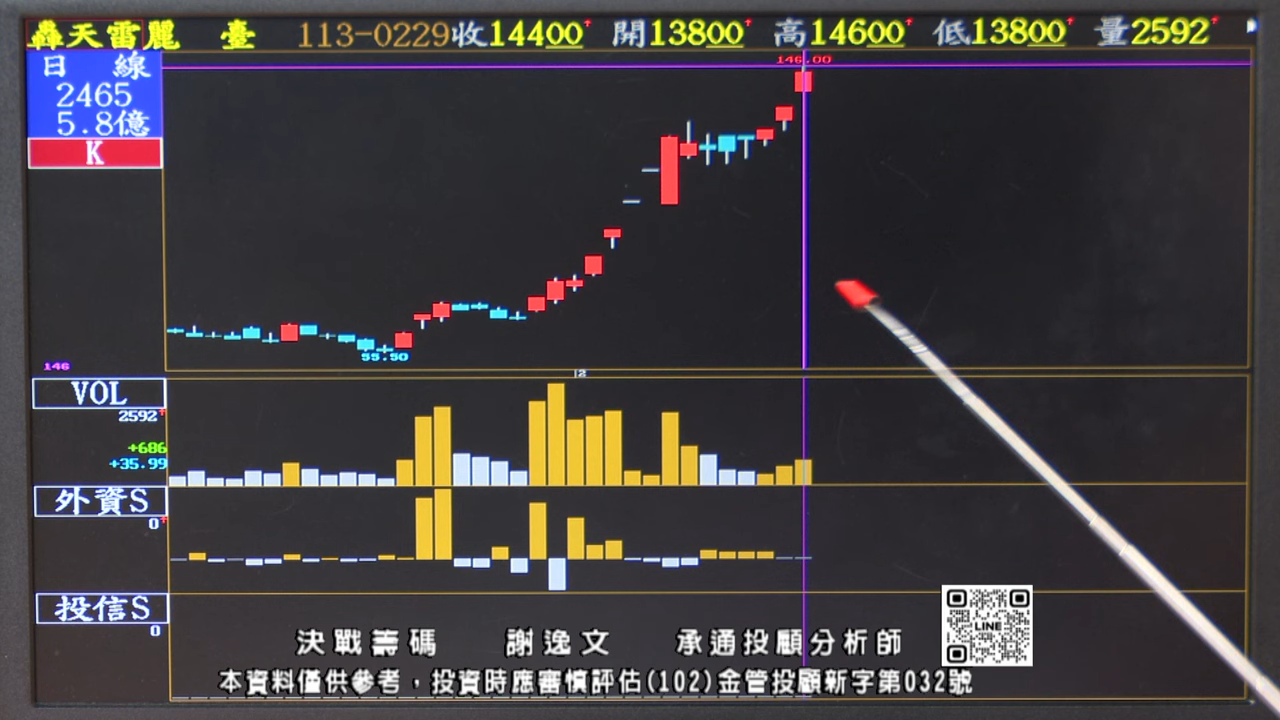 轟天雷麗 臺 113-0229收14400↑ 開13800↑ 高14600↑ 低13800↑ 量2592↑
日 線
2465
5.8億
K
146.00
55.50
146
2
VOL
2592↑
+686
+35.99
外資S
0↑
投信S
0
LINE
決戰籌碼 謝逸文 承通投顧分析師
本資料僅供參考,投資時應審慎評估(102)金管投顧新字第032號